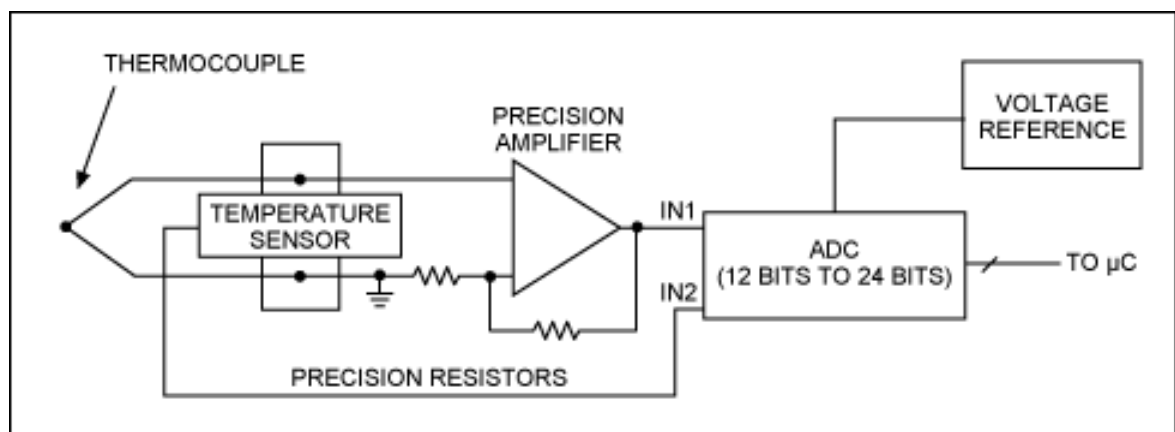 THERMOCOUPLE
PRECISION
AMPLIFIER
VOLTAGE
REFERENCE
TEMPERATURE
SENSOR
IN1
ADC
(12 BITS TO 24 BITS)
TO µC
IN2
PRECISION RESISTORS